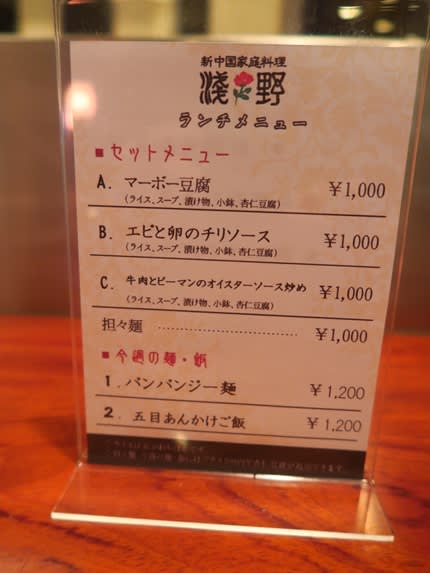 新中国家庭料理
浅野
ランチメニュー
■セットメニュー
A. マーボー豆腐 ￥1,000
(ライス、スープ、漬け物、小鉢、杏仁豆腐)
B. エビと卵のチリソース ￥1,000
(ライス、スープ、漬け物、小鉢、杏仁豆腐)
C. 牛肉とピーマンのオイスターソース炒め ￥1,000
(ライス、スープ、漬け物、小鉢、杏仁豆腐)
担々麺 ････････････････････････････ ￥1,000
■今週の麺・飯
1. バンバンジー麺 ￥1,200
2. 五目あんかけご飯 ￥1,200